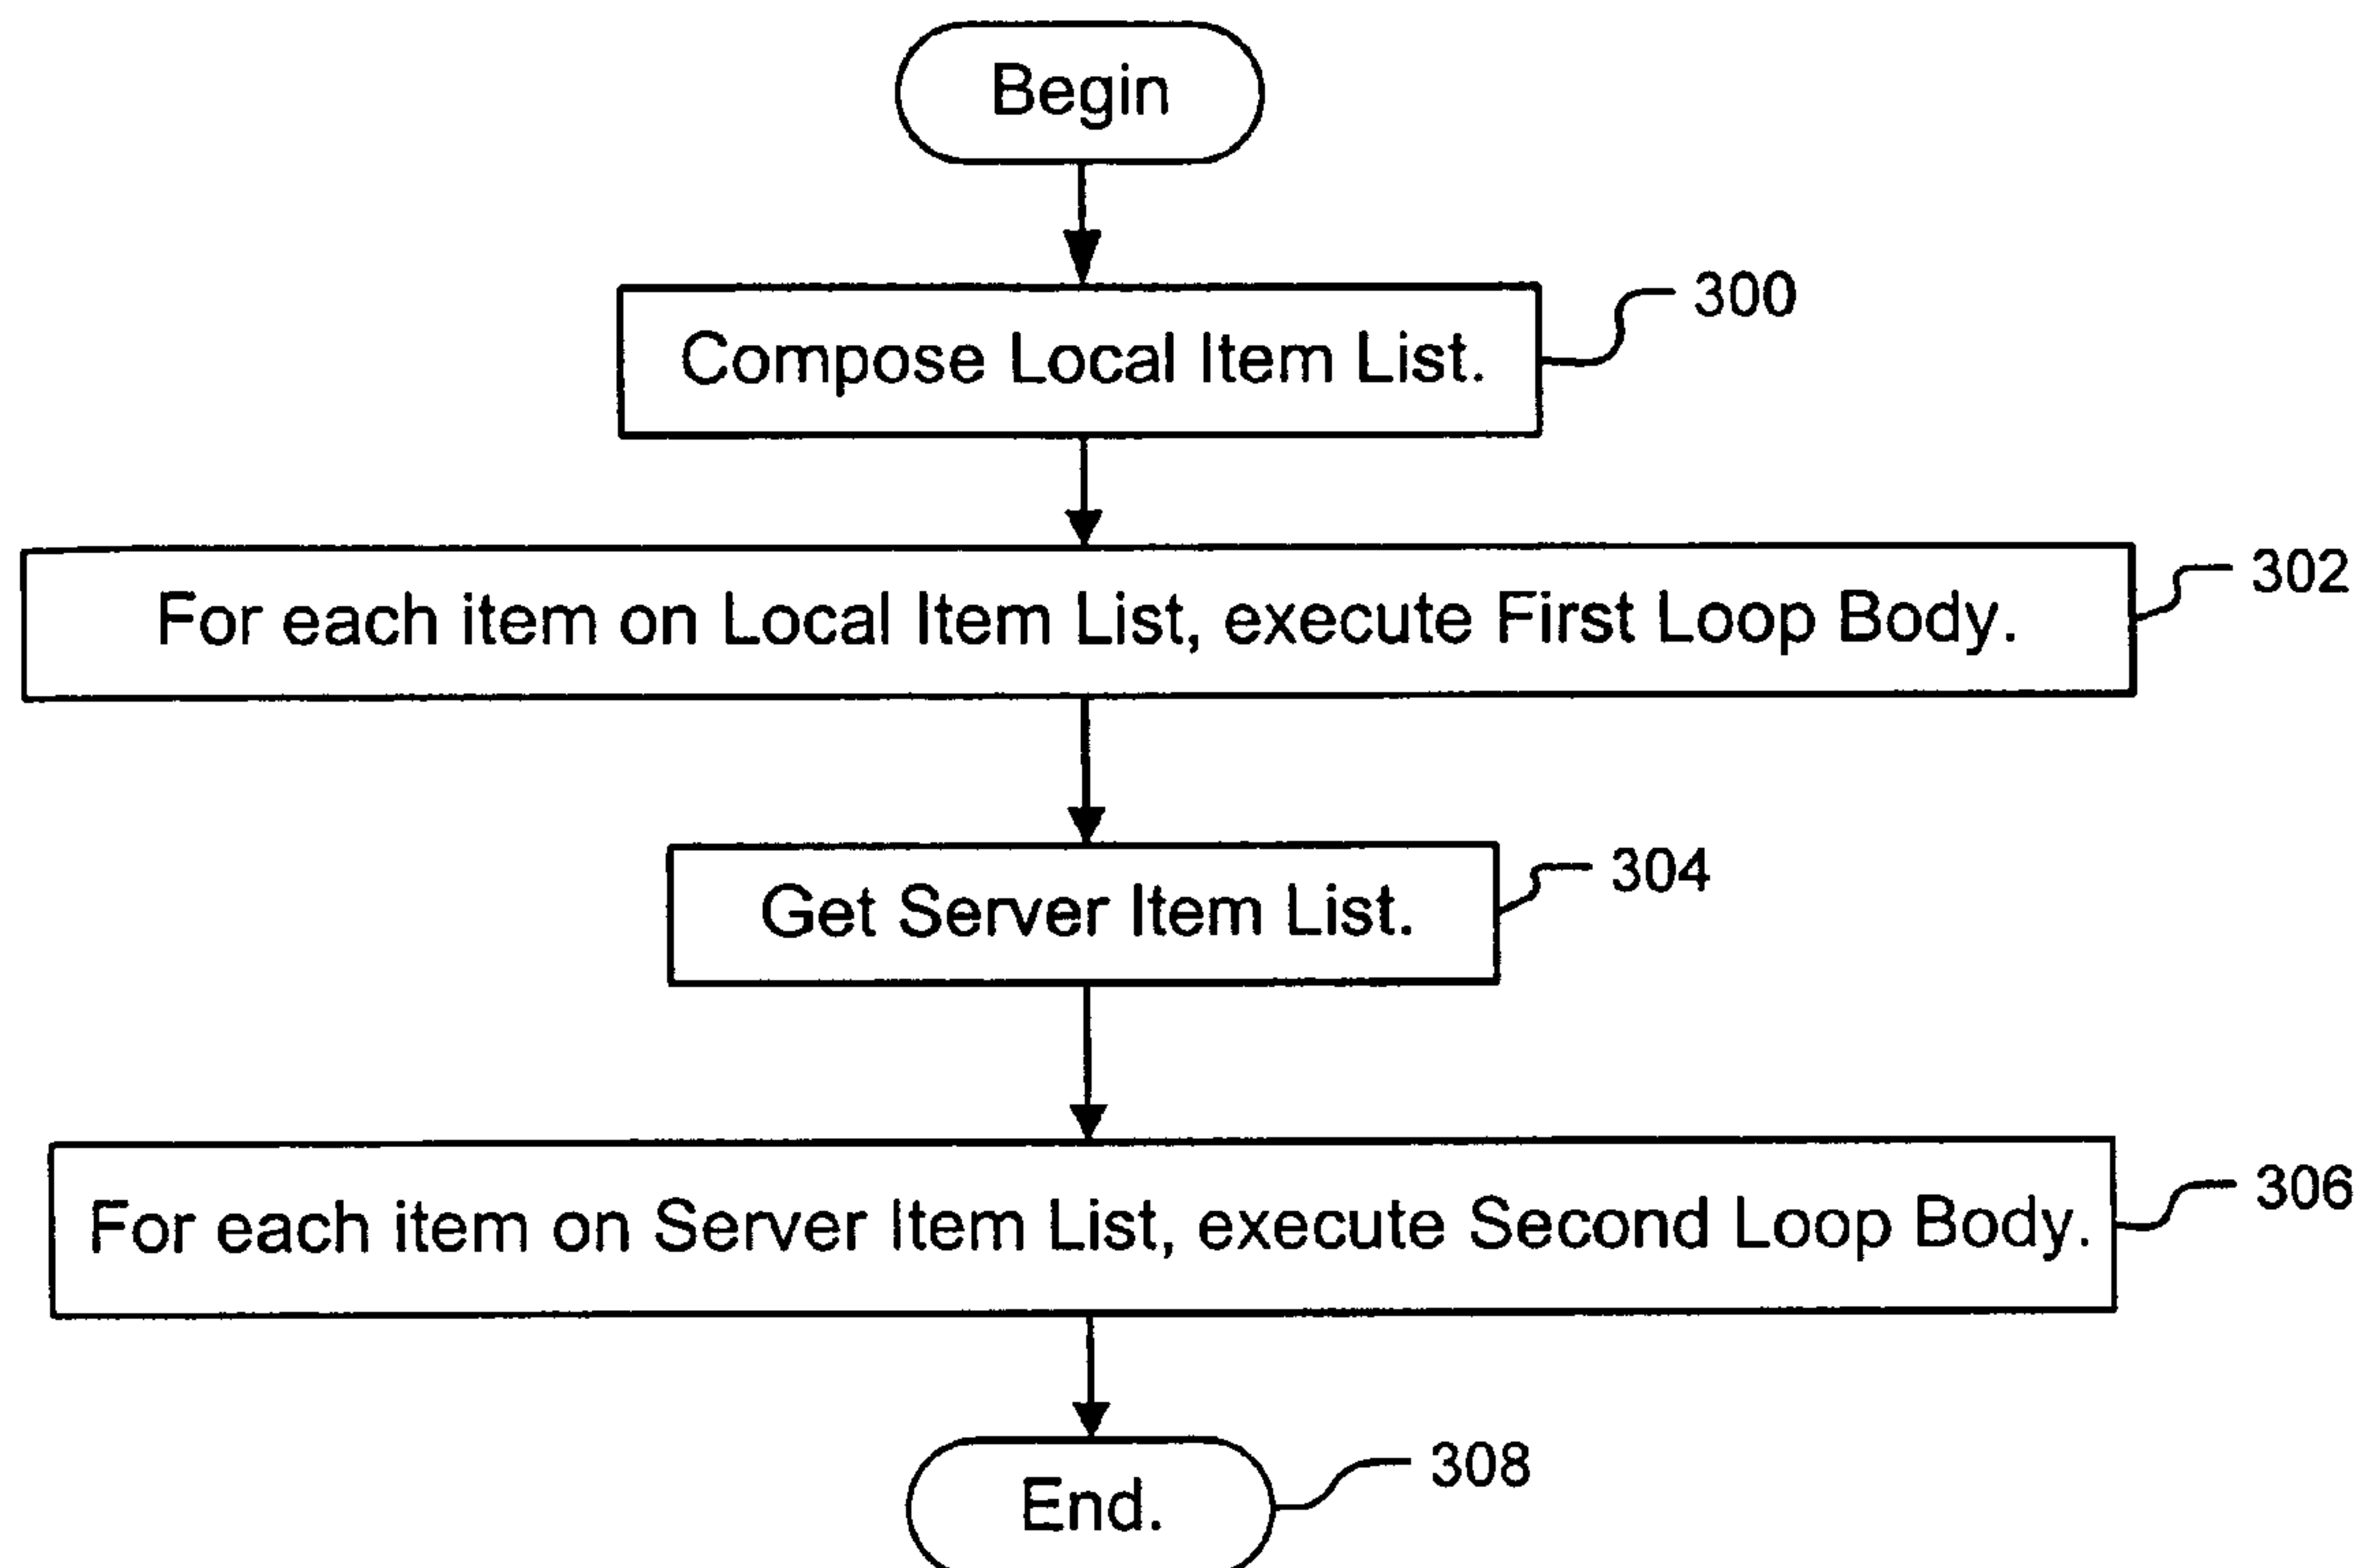 Begin
Compose Local Item List.
300
For each item on Local Item List, execute First Loop Body.
302
Get Server Item List.
304
For each item on Server Item List, execute Second Loop Body.
306
End.
308